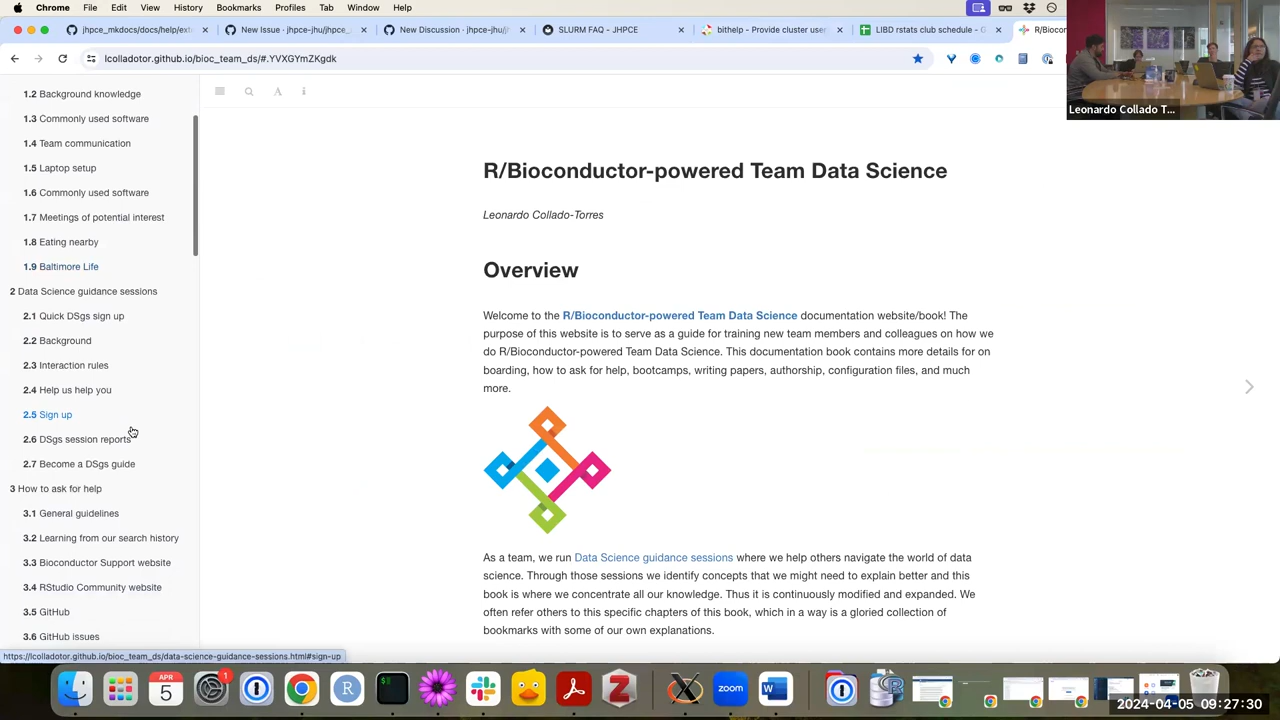 Chrome File Edit View History Bookmarks Profiles Tab Window Help
jhpce_mkdocs/docs/help/ext
New Issue · jhpce-jhu/jhpce_
New Discussion · jhpce-jhu/j
SLURM FAQ - JHPCE
bithelp - Provide cluster user
LIBD rstats club schedule - G
R/Bioconductor
lcolladotor.github.io/bioc_team_ds/#.YVXGYmZKgdk
Leonardo Collado T...
1.2 Background knowledge
1.3 Commonly used software
1.4 Team communication
1.5 Laptop setup
1.6 Commonly used software
1.7 Meetings of potential interest
1.8 Eating nearby
1.9 Baltimore Life
2 Data Science guidance sessions
2.1 Quick DSgs sign up
2.2 Background
2.3 Interaction rules
2.4 Help us help you
2.5 Sign up
2.6 DSgs session reports
2.7 Become a DSgs guide
3 How to ask for help
3.1 General guidelines
3.2 Learning from our search history
3.3 Bioconductor Support website
3.4 RStudio Community website
3.5 GitHub
3.6 GitHub issues
R/Bioconductor-powered Team Data Science
Leonardo Collado-Torres
Overview
Welcome to the R/Bioconductor-powered Team Data Science documentation website/book! The
purpose of this website is to serve as a guide for training new team members and colleagues on how we
do R/Bioconductor-powered Team Data Science. This documentation book contains more details for on
boarding, how to ask for help, bootcamps, writing papers, authorship, configuration files, and much
more.
As a team, we run Data Science guidance sessions where we help others navigate the world of data
science. Through those sessions we identify concepts that we might need to explain better and this
book is where we concentrate all our knowledge. Thus it is continuously modified and expanded. We
often refer others to this specific chapters of this book, which in a way is a gloried collection of
bookmarks with some of our own explanations.
https://lcolladotor.github.io/bioc_team_ds/data-science-guidance-sessions.html#sign-up
APR
5
1
zoom
2024-04-05 09:27:30